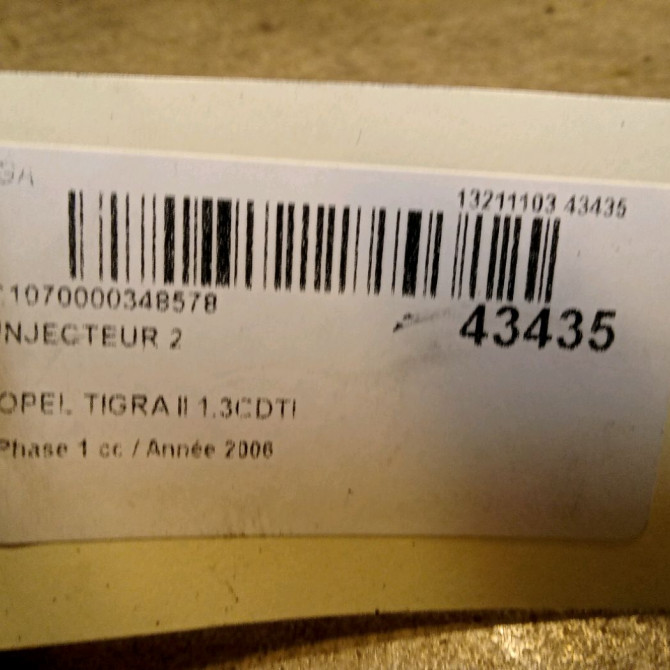 13211103 43435
1070000348578
43435
INJECTEUR 2
OPEL TIGRA II 1.3CDTI
Phase 1 cc / Année 2006